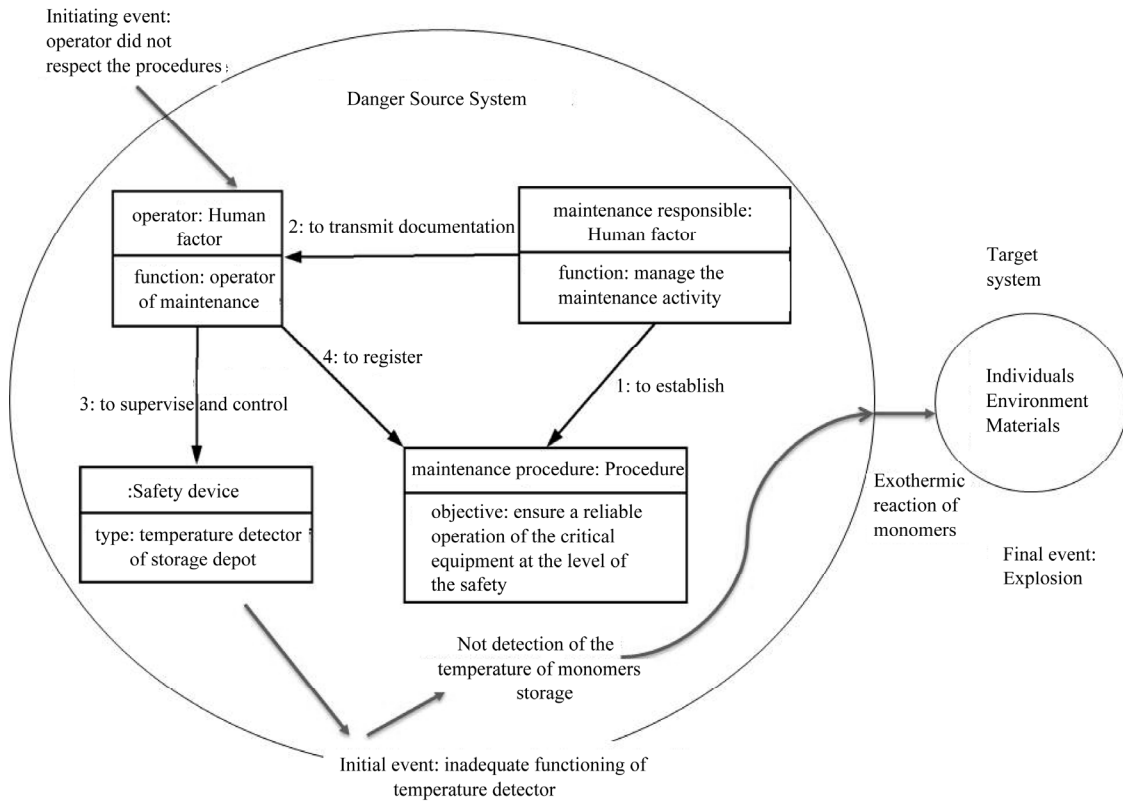 Initiating event:
operator did not
respect the procedures:
Danger Source System
operator: Human
factor
function: operator
of maintenance
2: to transmit documentation
maintenance responsible:
Human factor
function: manage the
maintenance activity
Target
system
4: to register
1: to establish
3: to supervise and control
Individuals
Environment
Materials
:Safety device
type: temperature detector
of storage depot
maintenance procedure: Procedure
objective: ensure a reliable
operation of the critical
equipment at the level of
the safety
Exothermic
reaction of
monomers
Final event:
Explosion
Not detection of the
temperature of monomers
storage
Initial event: inadequate functioning of
temperature detector